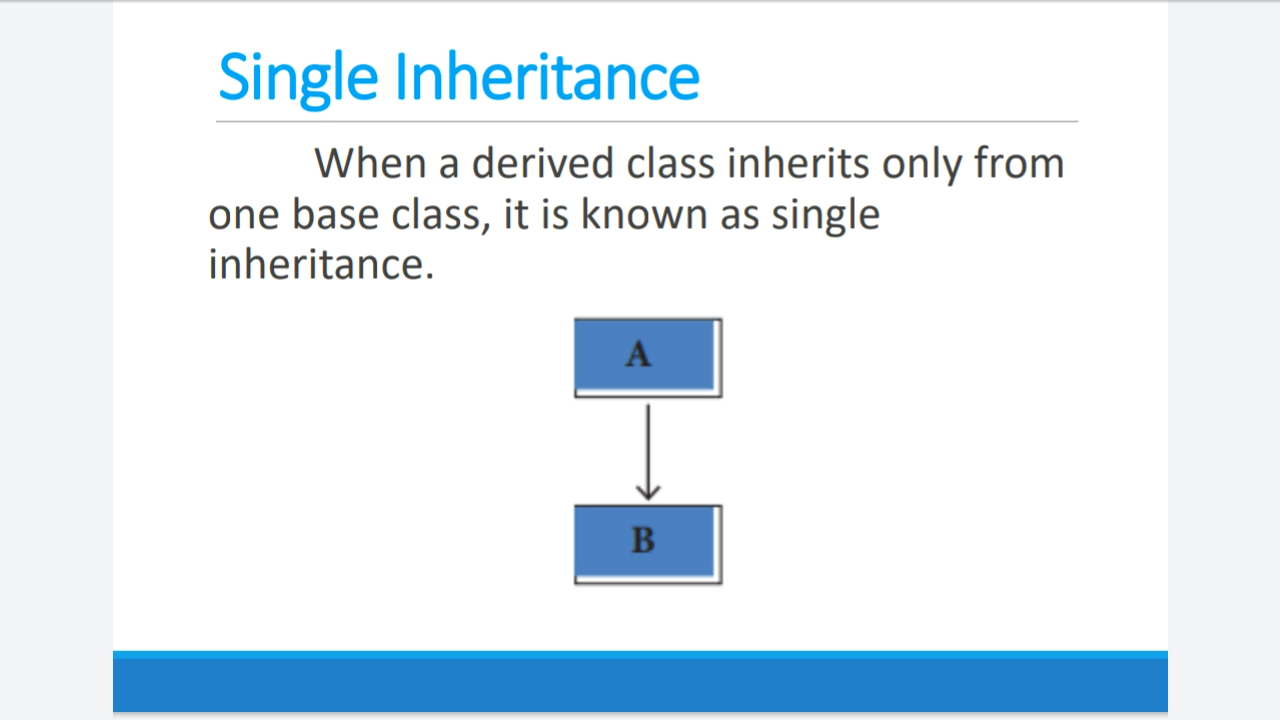 Single Inheritance
When a derived class inherits only from
one base class, it is known as single
inheritance.
A
B